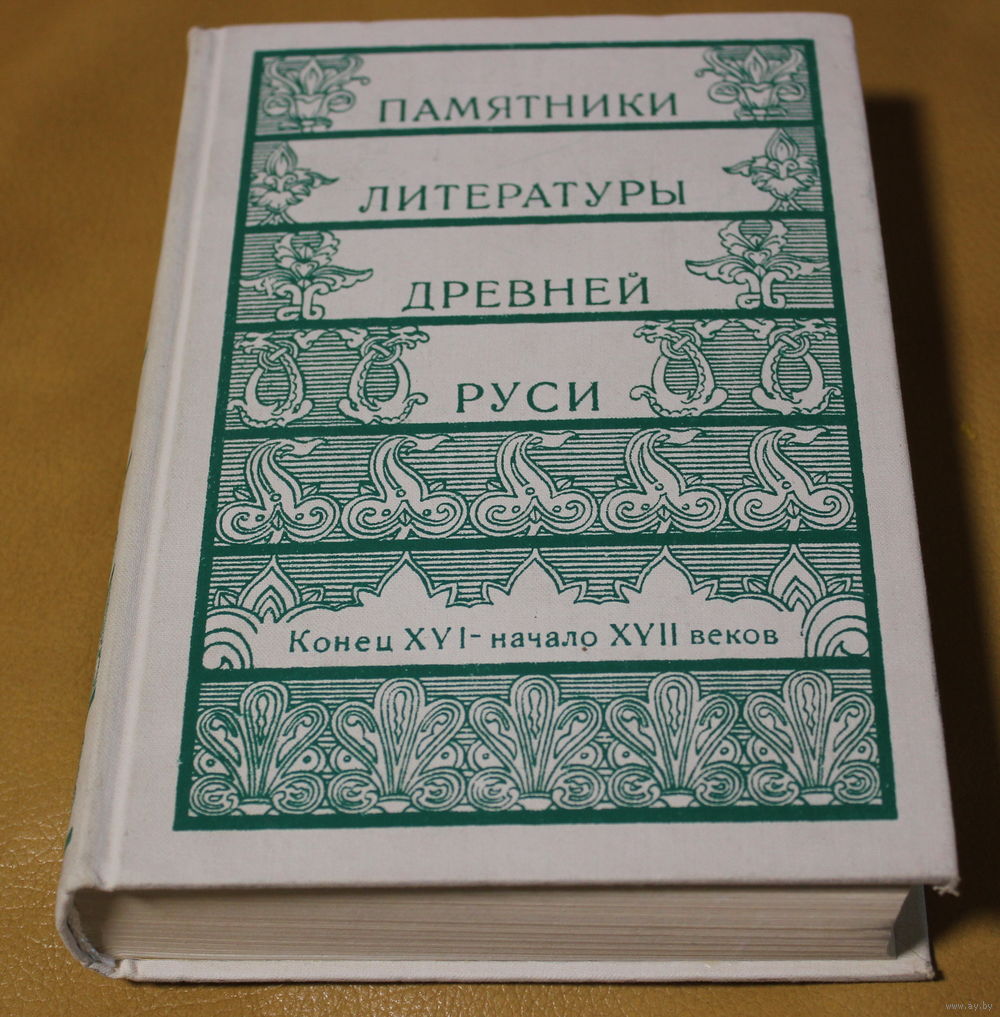 ПАМЯТНИКИ
ЛИТЕРАТУРЫ
ДРЕВНЕЙ
РУСИ
Конец XVI - начало XVII веков
www.ay.by